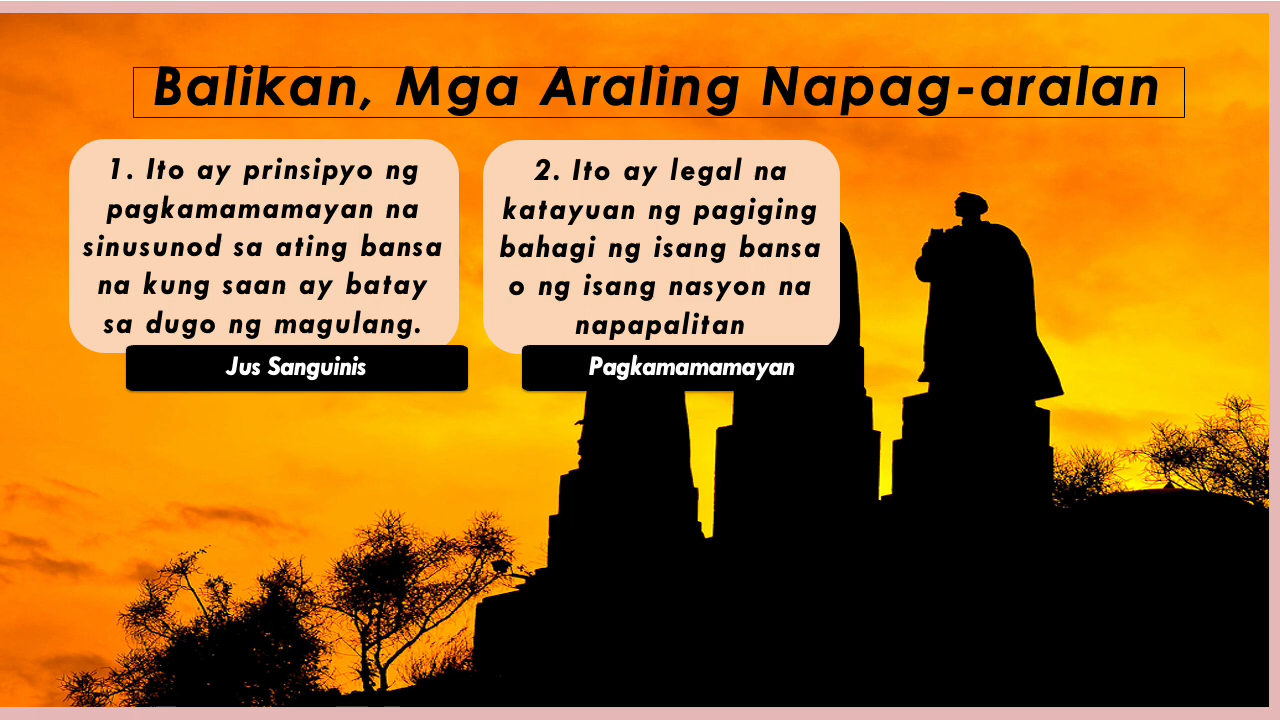 Balikan, Mga Araling Napag-aralan
1. Ito ay prinsipyo ng
pagkamamamayan na
sinusunod sa ating bansa
na kung saan ay batay
sa dugo ng magulang.
Jus Sanguinis
2. Ito ay legal na
katayuan ng pagiging
bahagi ng isang bansa
o ng isang nasyon na
napapalitan
Pagkamamamayan